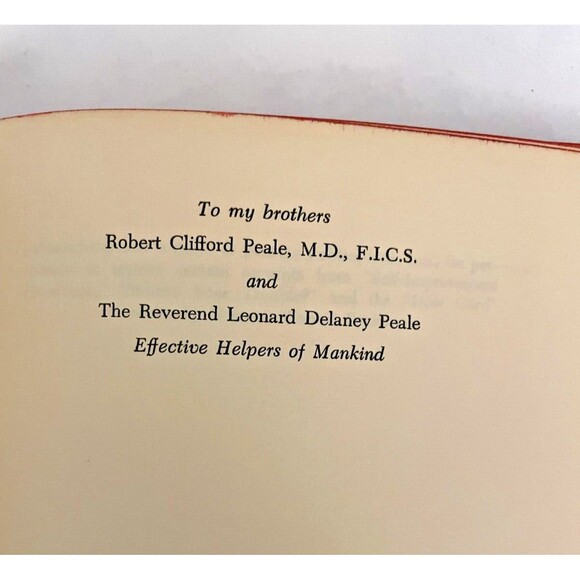 To my brothers
Robert Clifford Peale, M.D., F.I.C.S.
and
The Reverend Leonard Delaney Peale
Effective Helpers of Mankind